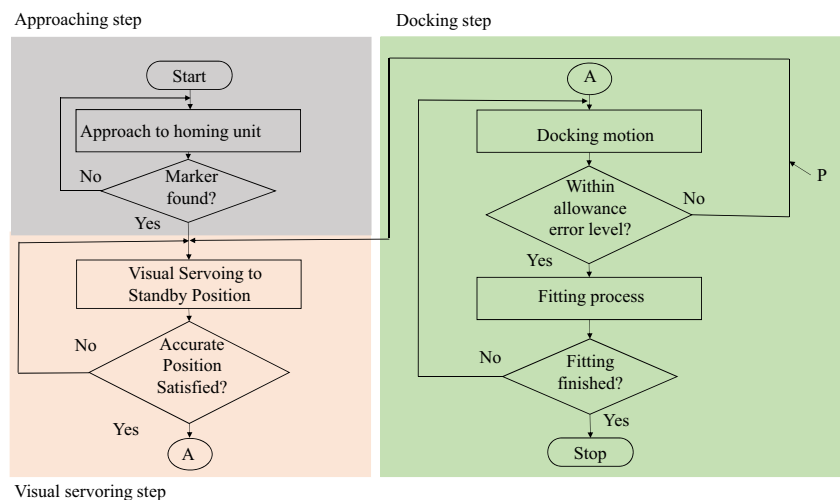 Approaching step
Start
Approach to homing unit
Marker
found?
No
Yes
Visual Servoing to
Standby Position
Accurate
Position
Satisfied?
No
Yes
A
Visual servoring step
Docking step
A
Docking motion
Within
allowance
error level?
No
P
Yes
Fitting process
Fitting
finished?
No
Yes
Stop